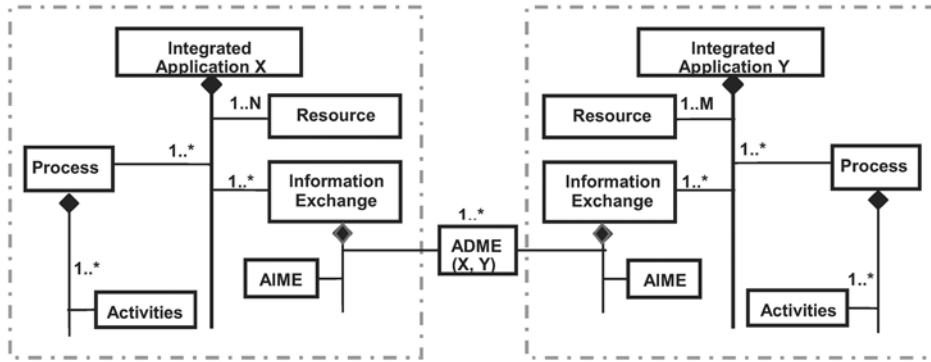 Integrated
Application X
1..N
Resource
Process
1..*
1..*
Information
Exchange
1..*
Activities
AIME
1..*
ADME
(X, Y)
Integrated
Application Y
Resource
1..M
1..*
Process
Information
Exchange
1..*
AIME
1..*
Activities